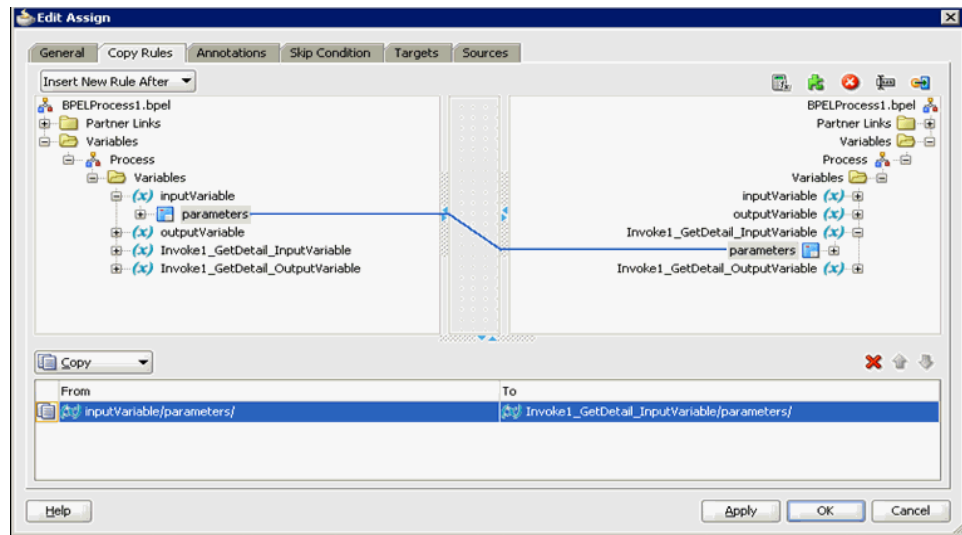 Edit Assign
General Copy Rules Annotations Skip Condition Targets Sources
Insert New Rule After
BPELProcess1.bpel
Partner Links
Variables
Process
Variables
(x) inputVariable
parameters
(x) outputVariable
(x) Invoke1_GetDetail_InputVariable
(x) Invoke1_GetDetail_OutputVariable
BPELProcess1.bpel
Partner Links
Variables
Process
Variables
inputVariable (x)
outputVariable (x)
Invoke1_GetDetail_InputVariable (x)
parameters
Invoke1_GetDetail_OutputVariable (x)
Copy
From To
inputVariable/parameters/ Invoke1_GetDetail_InputVariable/parameters/
Help Apply OK Cancel